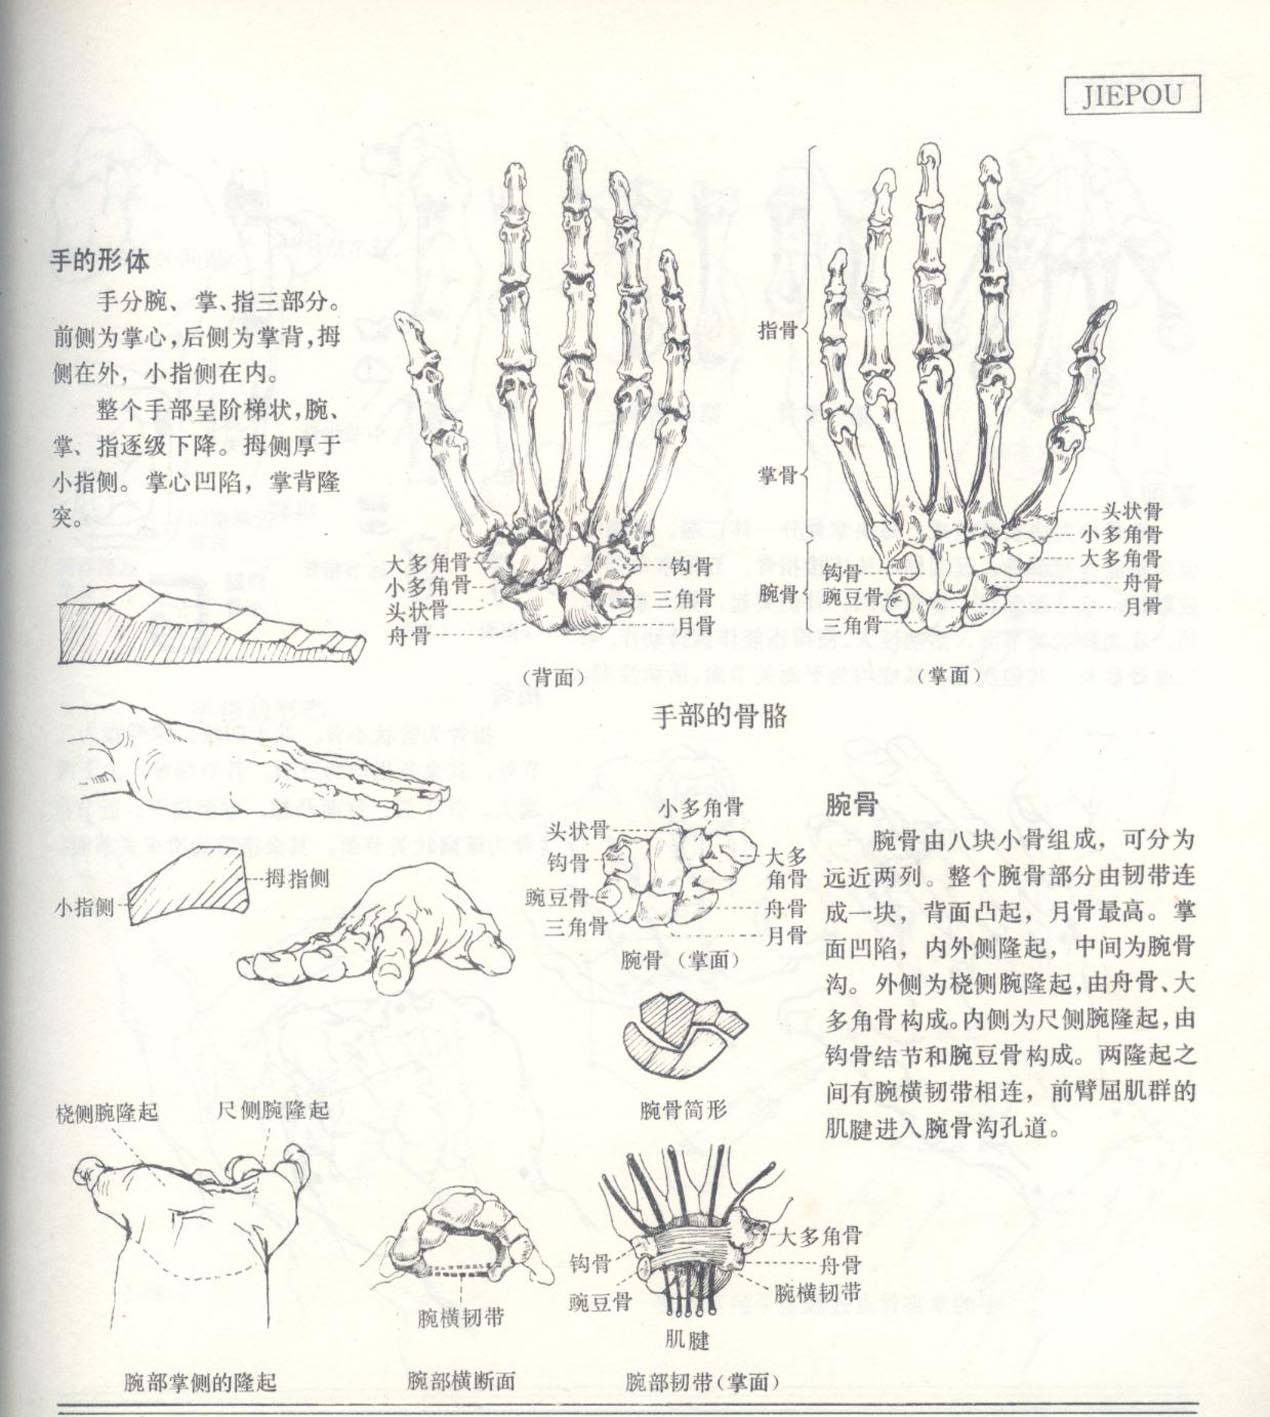 JIEPOU
手的形体
手分腕、掌、指三部分。
前侧为掌心，后侧为掌背，拇
侧在外，小指侧在内。
整个手部呈阶梯状，腕、
掌、指逐级下降。拇侧厚于
小指侧。掌心凹陷，掌背隆
突。
大多角骨
小多角骨
头状骨
舟骨
钩骨
三角骨
月骨
(背面)
指骨
掌骨
腕骨
钩骨
豌豆骨
三角骨
头状骨
小多角骨
大多角骨
舟骨
月骨
(掌面)
手部的骨骼
拇指侧
小指侧
小多角骨
头状骨
钩骨
豌豆骨
三角骨
大多
角骨
舟骨
月骨
腕骨（掌面）
腕骨简形
腕骨
腕骨由八块小骨组成，可分为
远近两列。整个腕骨部分由韧带连
成一块，背面凸起，月骨最高。掌
面凹陷，内外侧隆起，中间为腕骨
沟。外侧为桡侧腕隆起，由舟骨、大
多角骨构成。内侧为尺侧腕隆起，由
钩骨结节和腕豆骨构成。两隆起之
间有腕横韧带相连，前臂屈肌群的
肌腱进入腕骨沟孔道。
桡侧腕隆起
尺侧腕隆起
腕部掌侧的隆起
腕横韧带
腕部横断面
钩骨
豌豆骨
大多角骨
舟骨
腕横韧带
肌腱
腕部韧带(掌面)